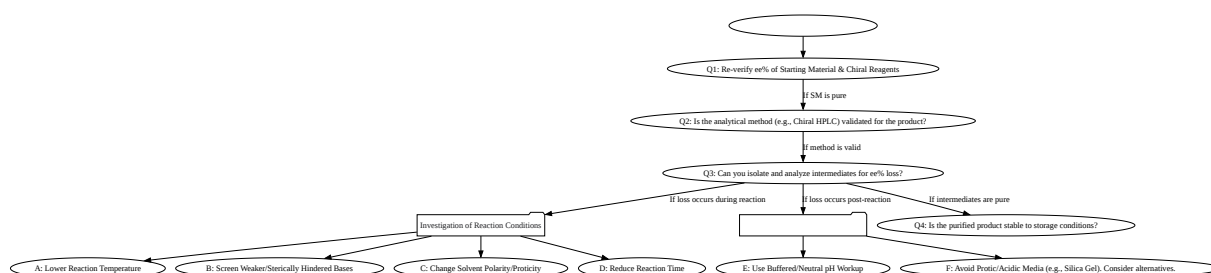 Q1: Re-verify ee% of Starting Material & Chiral Reagents
If SM is pure
Q2: Is the analytical method (e.g., Chiral HPLC) validated for the product?
If method is valid
Q3: Can you isolate and analyze intermediates for ee% loss?
If loss occurs during reaction
If loss occurs post-reaction
If intermediates are pure
Investigation of Reaction Conditions
Q4: Is the purified product stable to storage conditions?
A: Lower Reaction Temperature
B: Screen Weaker/Sterically Hindered Bases
C: Change Solvent Polarity/Proticity
D: Reduce Reaction Time
E: Use Buffered/Neutral pH Workup
F: Avoid Protic/Acidic Media (e.g., Silica Gel). Consider alternatives.